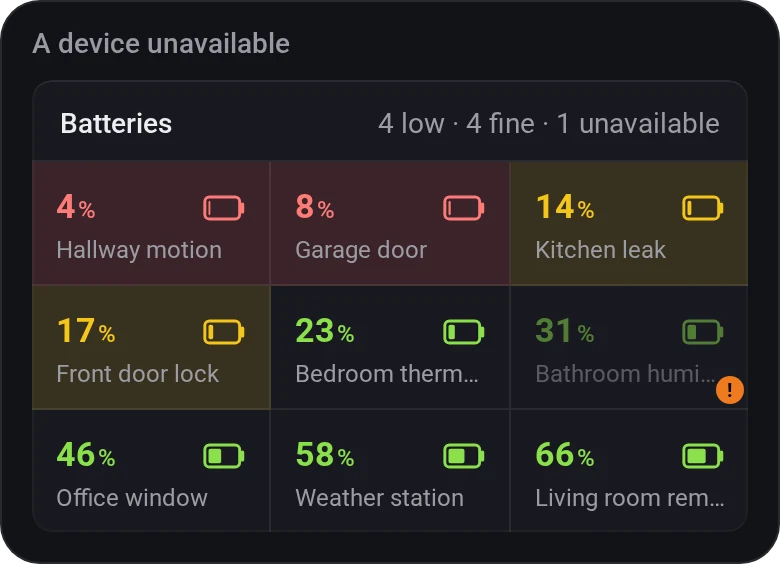 A device unavailable
Batteries 4 low · 4 fine · 1 unavailable
4% 8% 14%
Hallway motion Garage door Kitchen leak
17% 23% 31%
Front door lock Bedroom therm... Bathroom humi...
!
46% 58% 66%
Office window Weather station Living room rem...